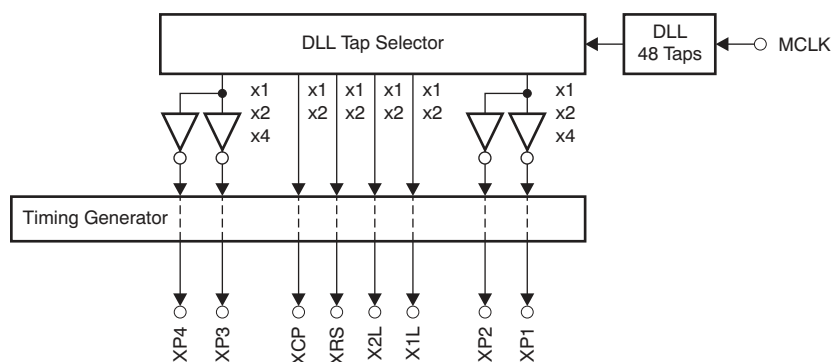 DLL Tap Selector
DLL
48 Taps
MCLK
x1
x2
x4
x1
x2
x1
x2
x1
x2
x1
x2
x1
x2
x4
Timing Generator
XP4
XP3
XCP
XRS
X2L
X1L
XP2
XP1